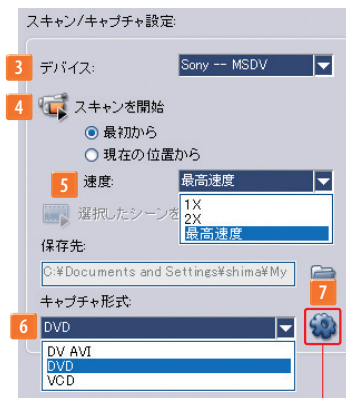 スキャン/キャプチャ設定:
3 デバイス: Sony -- MSDV
4 スキャンを開始
最初から
現在の位置から
5 速度: 最高速度
1X
2X
最高速度
選択したシーンを
保存先:
C:¥Documents and Settings¥shima¥My
7
キャプチャ形式:
6 DVD
DV AVI
DVD
VCD